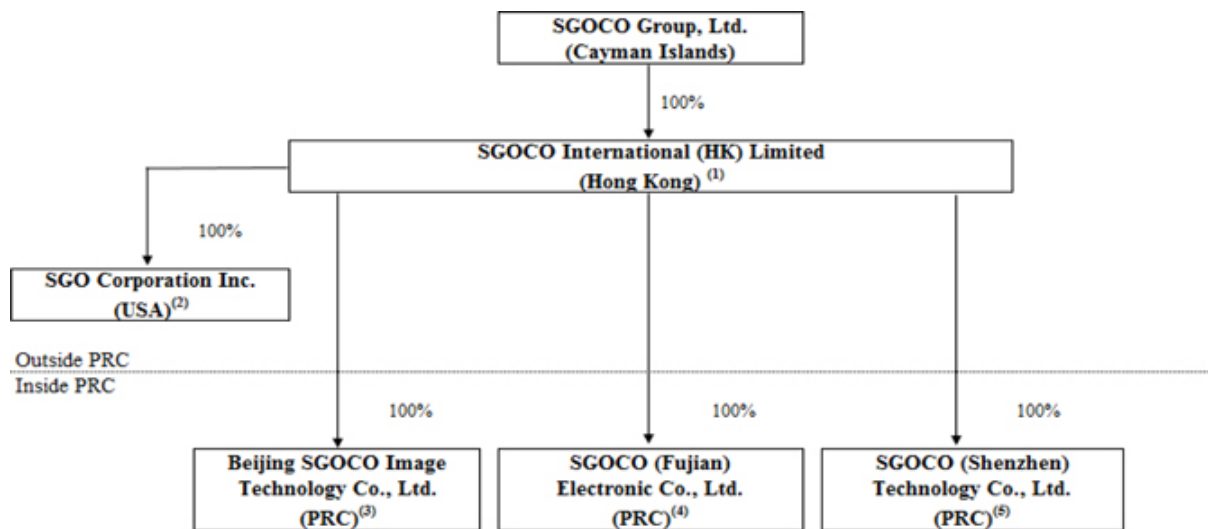 SGOCO Group, Ltd.
(Cayman Islands)
100%
SGOCO International (HK) Limited
(Hong Kong) (1)
100%
SGO Corporation Inc.
(USA)(2)
Outside PRC
Inside PRC
100%
100%
100%
Beijing SGOCO Image
Technology Co., Ltd.
(PRC)(3)
SGOCO (Fujian)
Electronic Co., Ltd.
(PRC)(4)
SGOCO (Shenzhen)
Technology Co., Ltd.
(PRC)(5)